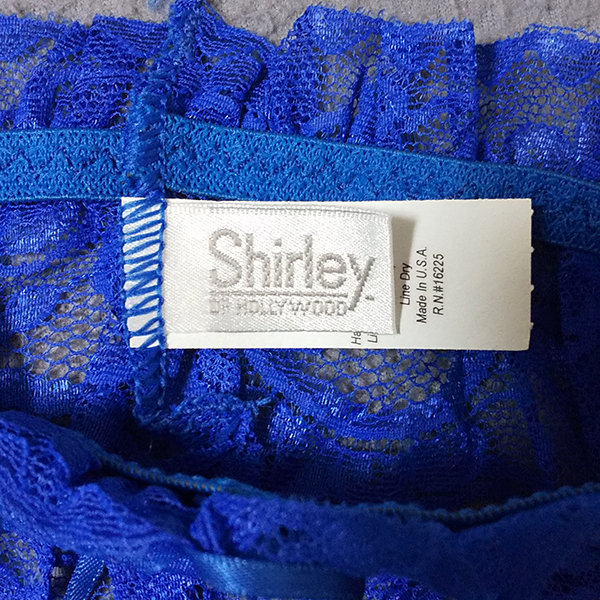 Shirley
OF HOLLYWOOD
Line Dry
Made In U.S.A.
R.N.#16225